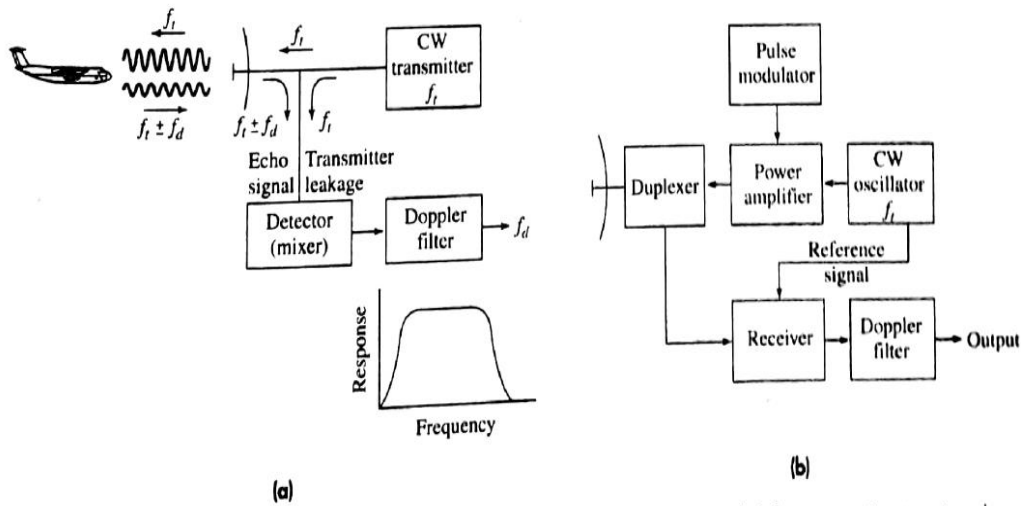 f_t
f_t ± f_d
f_t
CW
transmitter
f_t
f_t ± f_d
f_t
Echo
signal
Transmitter
leakage
Detector
(mixer)
Doppler
filter
f_d
Response
Frequency
(a)
Pulse
modulator
Duplexer
Power
amplifier
CW
oscillator
f_t
Reference
signal
Receiver
Doppler
filter
Output
(b)